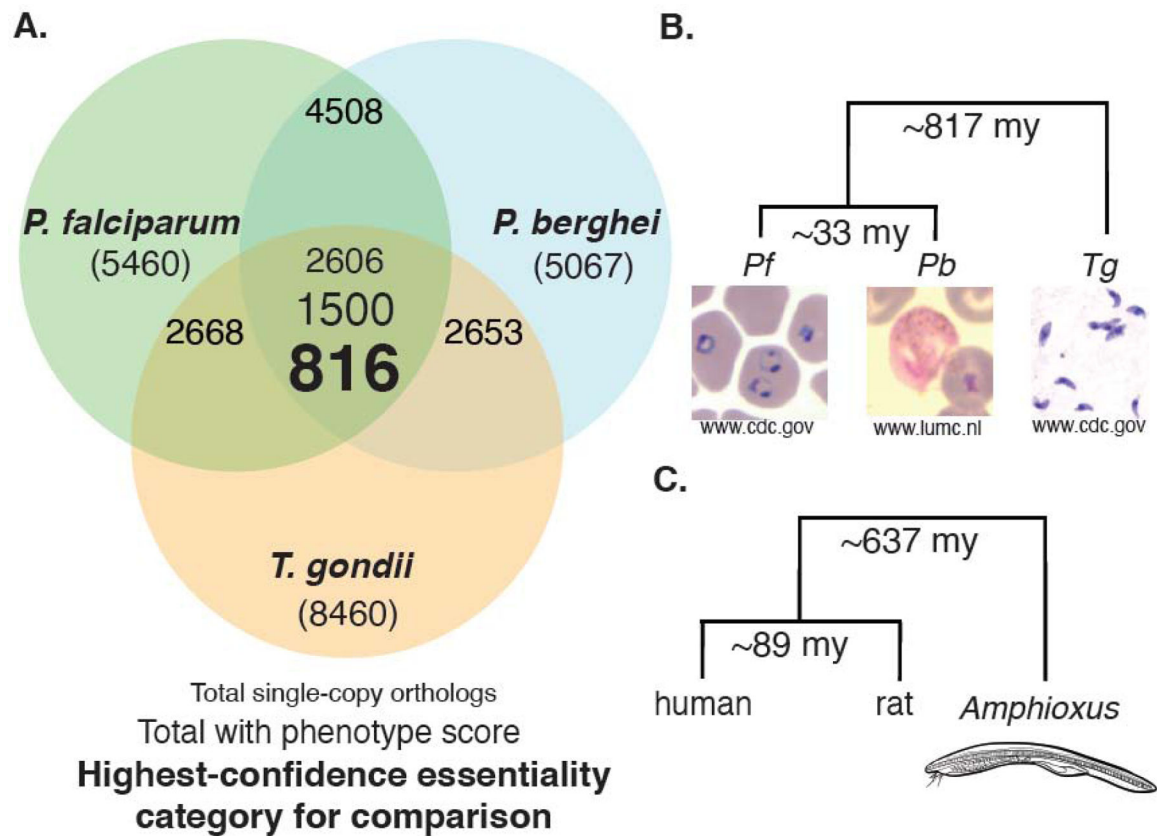 A.
4508
P. falciparum
(5460)
P. berghei
(5067)
2606
1500
816
2668
2653
T. gondii
(8460)
Total single-copy orthologs
Total with phenotype score
Highest-confidence essentiality
category for comparison
B.
~817 my
~33 my
Pf
Pb
Tg
www.cdc.gov
www.lumc.nl
www.cdc.gov
C.
~637 my
~89 my
human
rat
Amphioxus